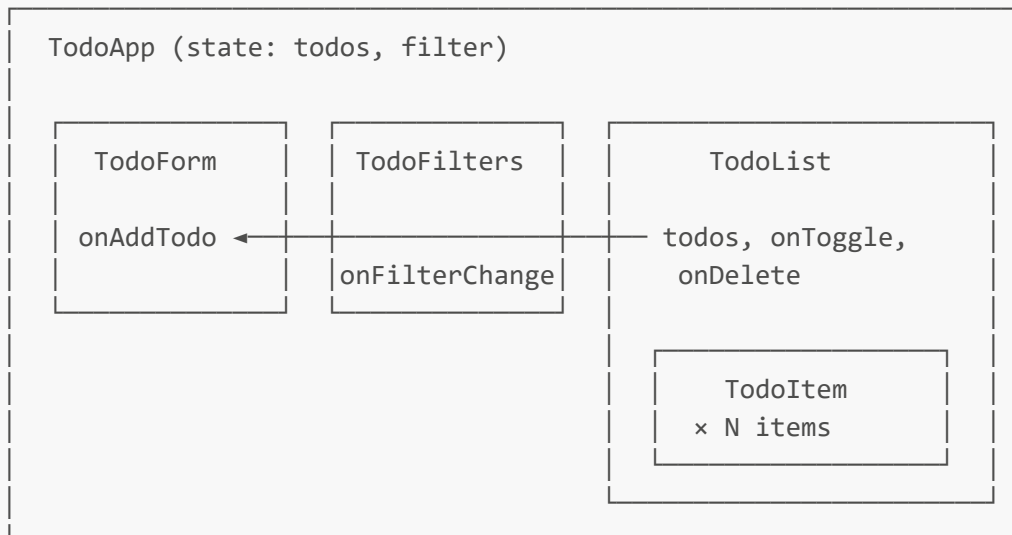 TodoApp (state: todos, filter)
TodoForm TodoFilters TodoList
onAddTodo todos, onToggle,
onFilterChange onDelete
TodoItem
× N items